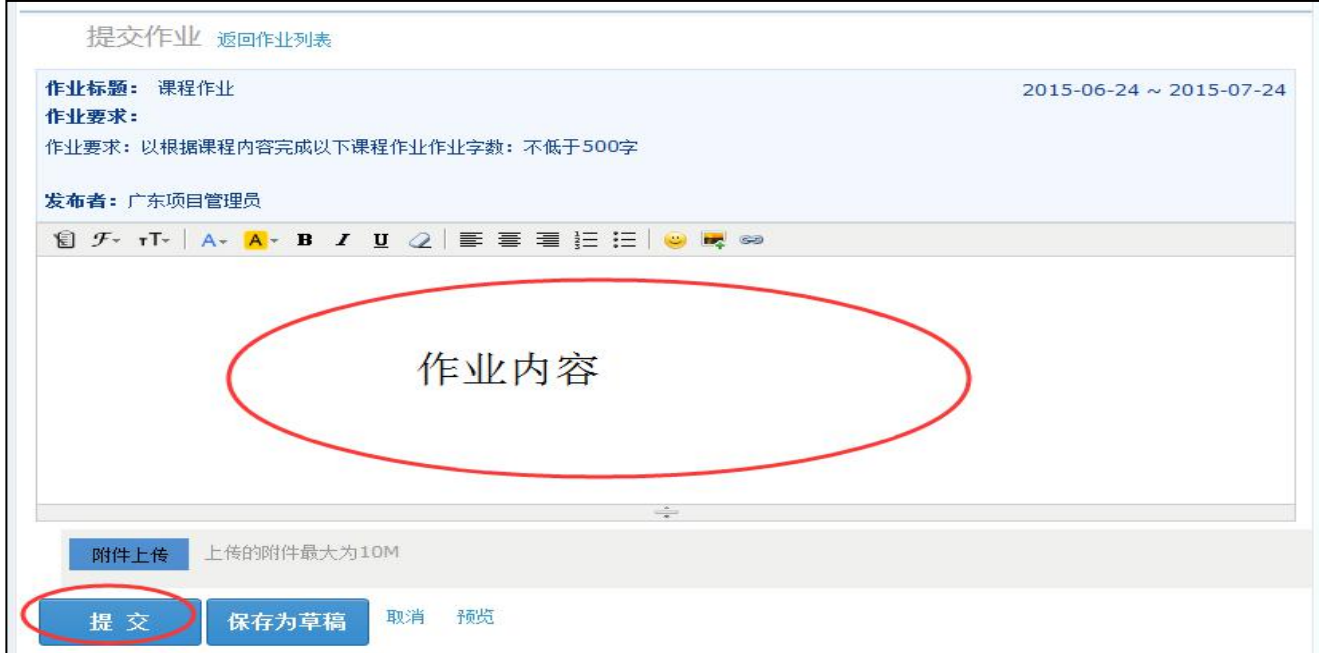 提交作业 返回作业列表
作业标题： 课程作业 2015-06-24 ~ 2015-07-24
作业要求：
作业要求：以根据课程内容完成以下课程作业作业字数：不低于500字
发布者：广东项目管理员
F T A A B I U
作业内容
附件上传 上传的附件最大为10M
提 交 保存为草稿 取消 预览